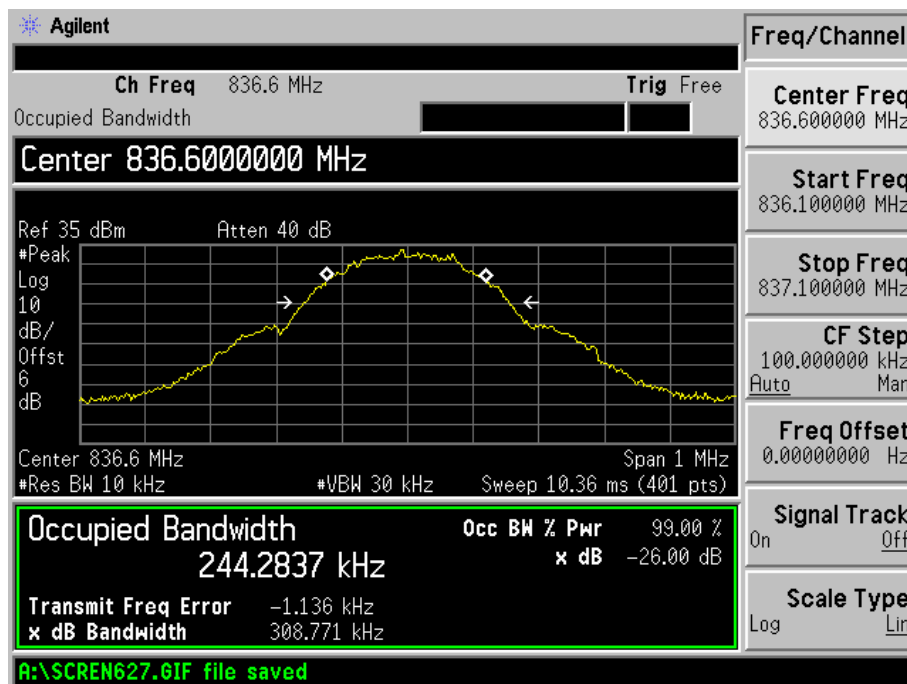 Agilent
Freq/Channel
Ch Freq 836.6 MHz Trig Free
Occupied Bandwidth
Center 836.6000000 MHz
Center Freq
836.600000 MHz
Start Freq
836.100000 MHz
Stop Freq
837.100000 MHz
CF Step
100.000000 kHz
Auto Man
Freq Offset
0.00000000 Hz
Signal Track
On Off
Scale Type
Log Lin
Ref 35 dBm Atten 40 dB
#Peak
Log
10
dB/
Offst
6
dB
Center 836.6 MHz Span 1 MHz
#Res BW 10 kHz #VBW 30 kHz Sweep 10.36 ms (401 pts)
Occupied Bandwidth
244.2837 kHz
Occ BW % Pwr 99.00 %
x dB -26.00 dB
Transmit Freq Error -1.136 kHz
x dB Bandwidth 308.771 kHz
A:\SCREN627.GIF file saved